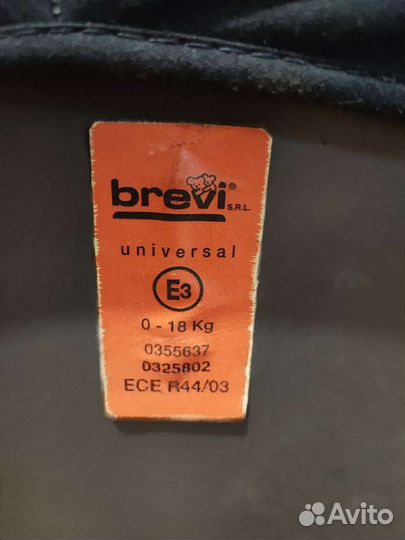 brevi®
S.R.L.
universal
E3
0 - 18 Kg
0355637
0325802
ECE R44/03
Avito